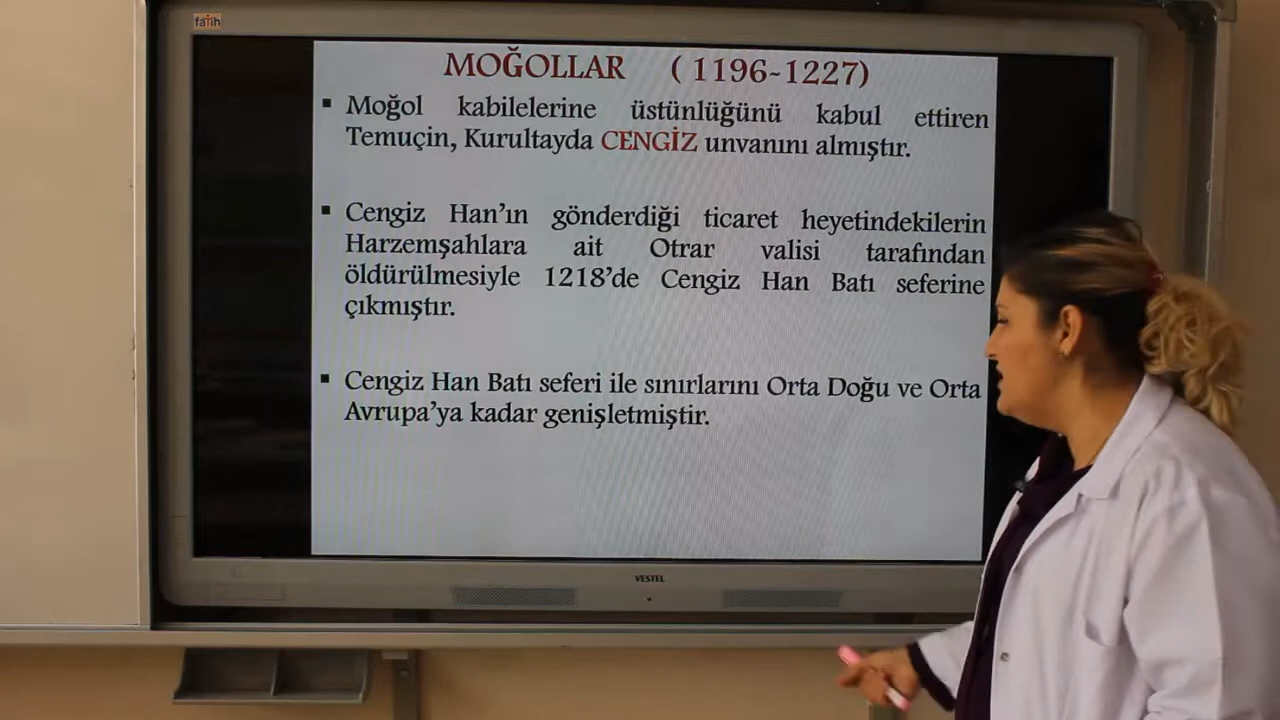 fatih
MOĞOLLAR ( 1196-1227)
▪ Moğol kabilelerine üstünlüğünü kabul ettiren
Temuçin, Kurultayda CENGİZ unvanını almıştır.
▪ Cengiz Han’ın gönderdiği ticaret heyetindekilerin
Harzemşahlara ait Otrar valisi tarafından
öldürülmesiyle 1218’de Cengiz Han Batı seferine
çıkmıştır.
▪ Cengiz Han Batı seferi ile sınırlarını Orta Doğu ve Orta
Avrupa’ya kadar genişletmiştir.
VESTEL